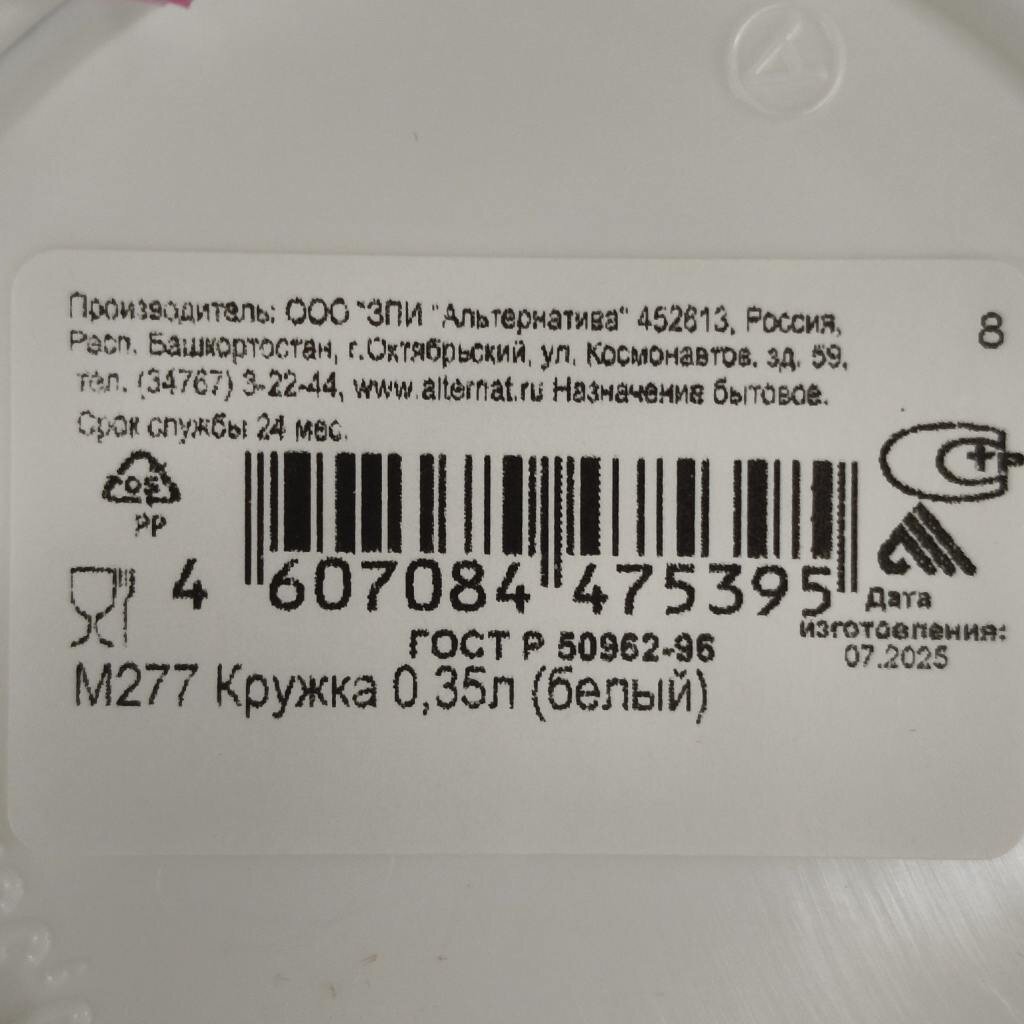 Производитель: ООО "ЗПИ "Альтернатива" 452613, Россия,
Респ. Башкортостан, г.Октябрьский, ул. Космонавтов, зд. 59,
тел. (34767) 3-22-44, www.alternat.ru Назначение бытовое.
Срок службы 24 мес.
8
05
PP
4 607084 475395
Дата
изготовления:
07.2025
ГОСТ Р 50962-96
М277 Кружка 0,35л (белый)